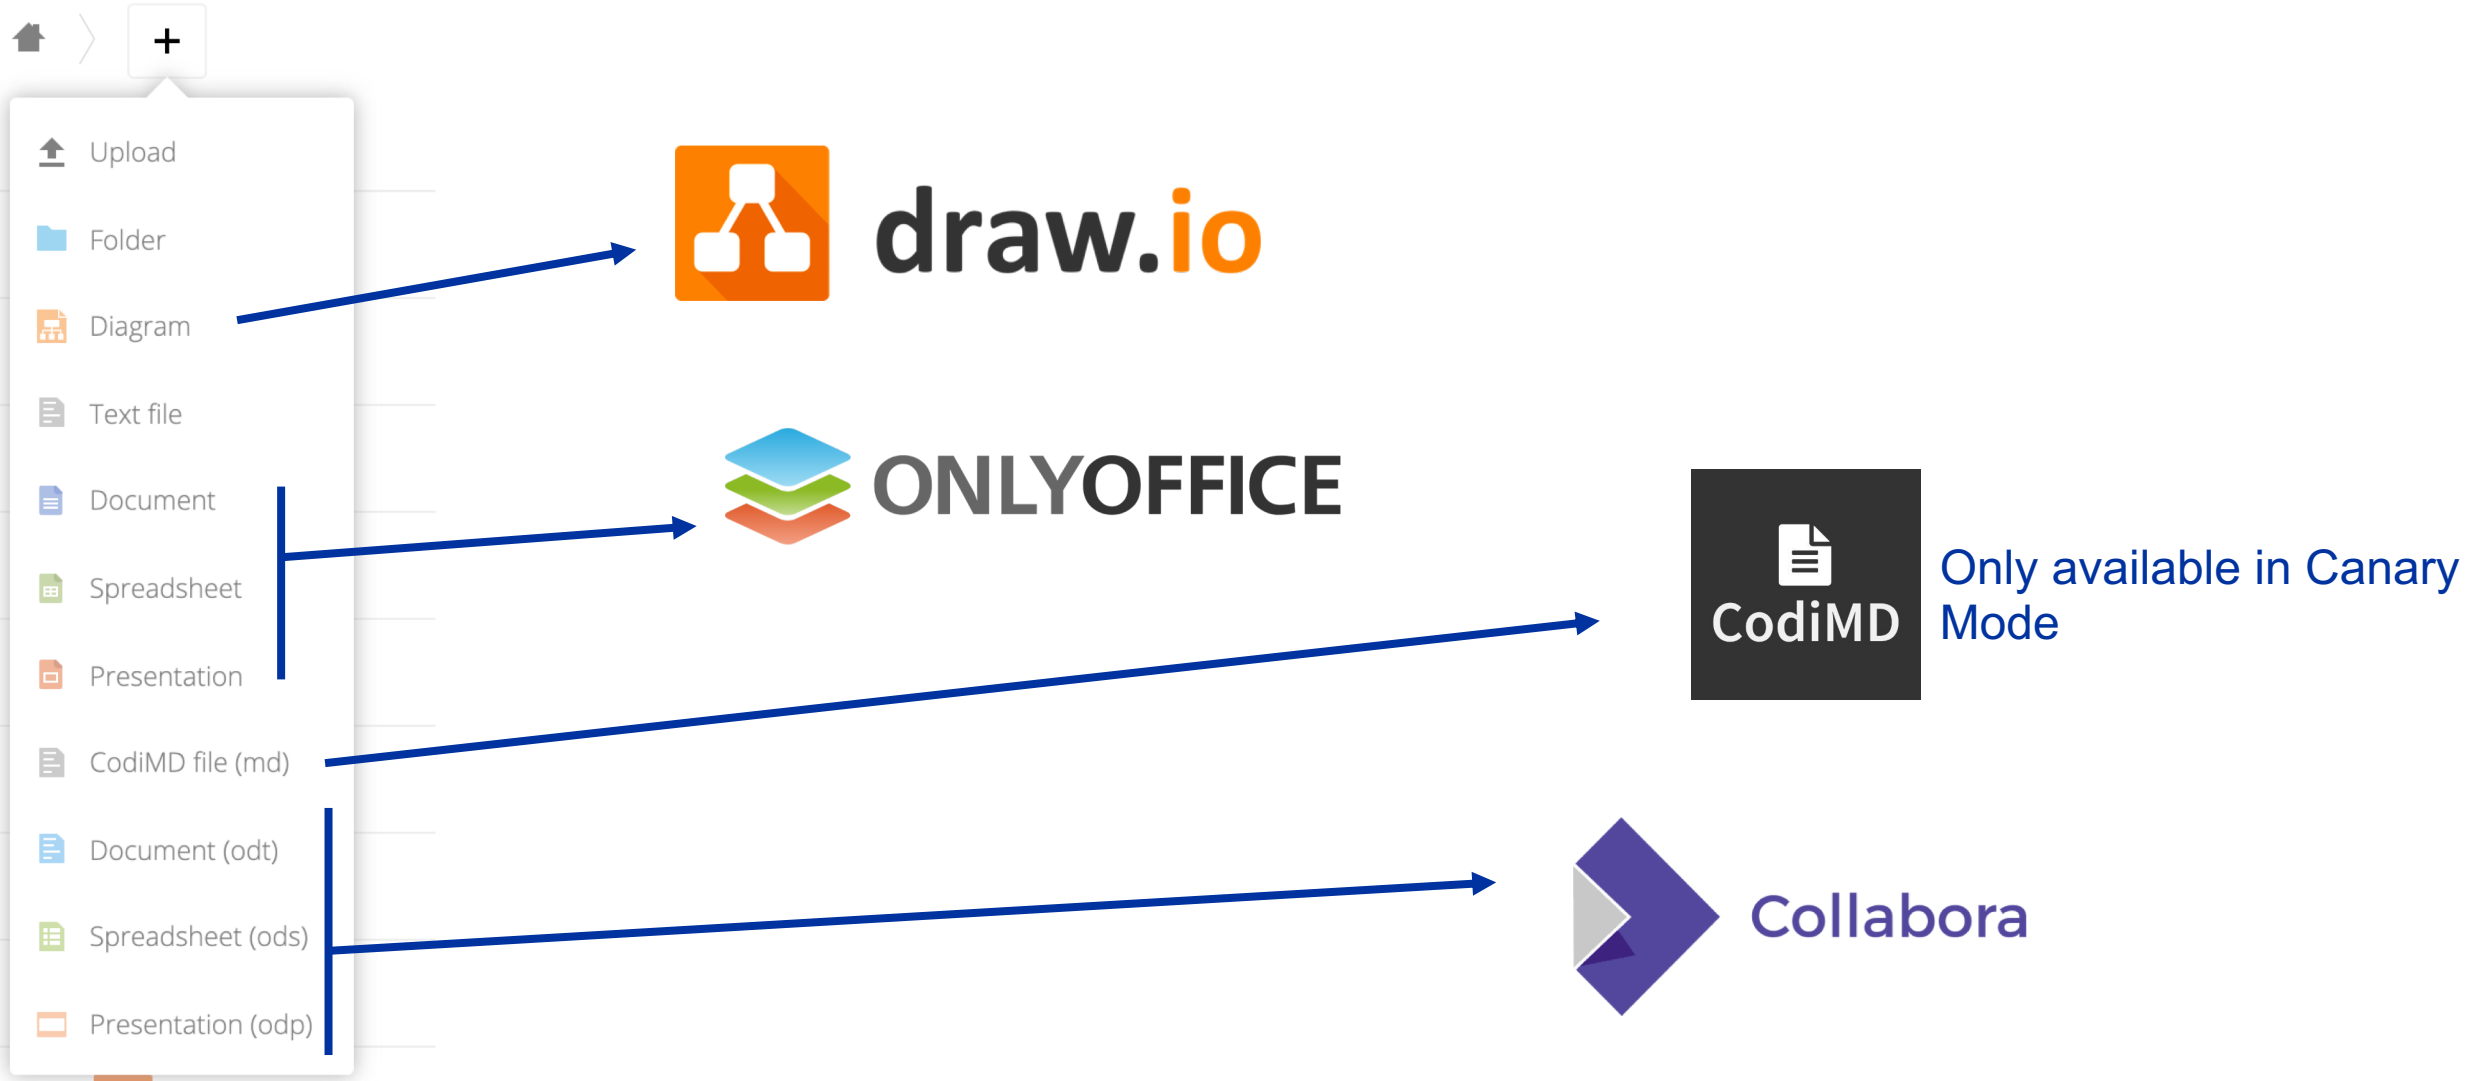 +
Upload
Folder
Diagram
Text file
Document
Spreadsheet
Presentation
CodiMD file (md)
Document (odt)
Spreadsheet (ods)
Presentation (odp)
draw.io
ONLYOFFICE
CodiMD
Only available in Canary
Mode
Collabora